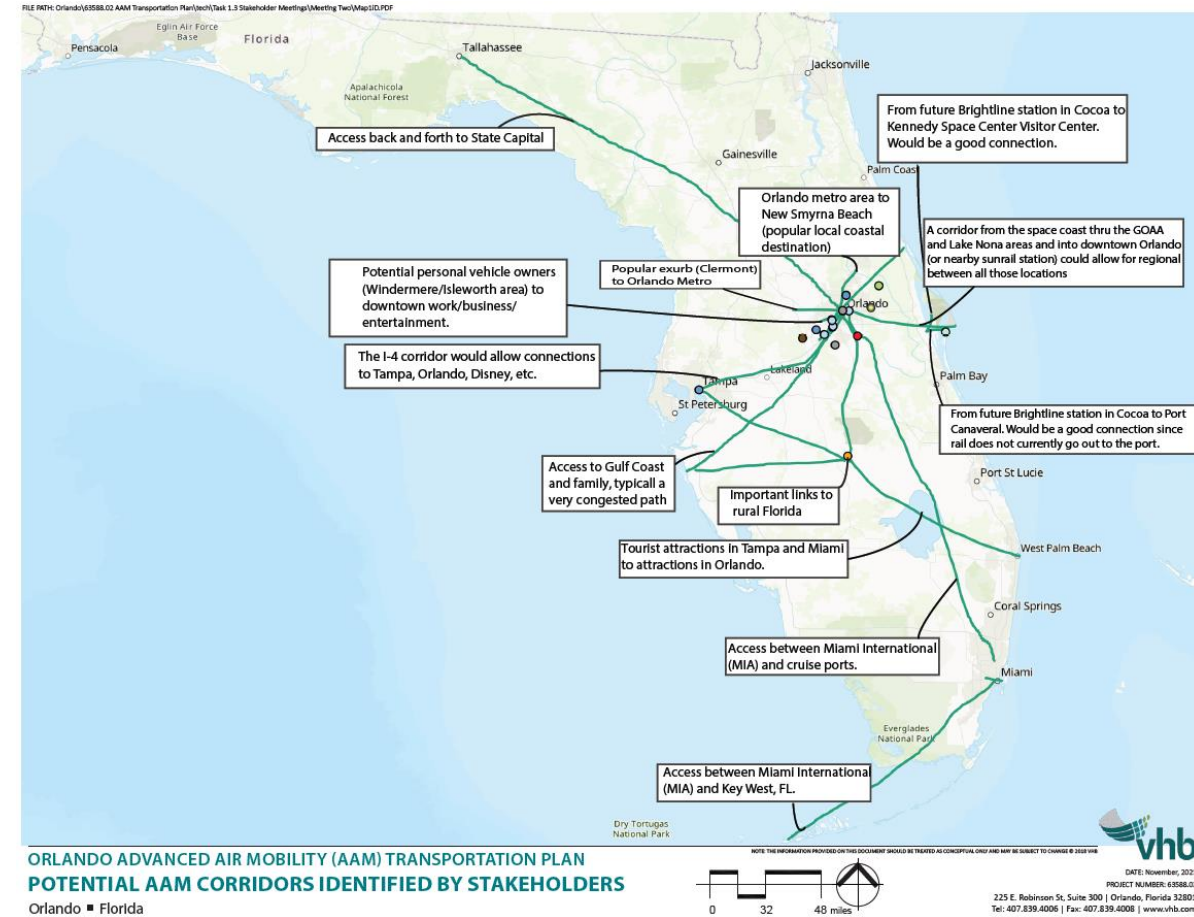 FILE PATH: Orlando\63588.02 AAM Transportation Plan\tech\Task 1.3 Stakeholder Meetings\Meeting Two\Map1ID.PDF
Eglin Air Force
Base
Florida
Pensacola
Tallahassee
Jacksonville
Apalachicola
National Forest
Access back and forth to State Capital
Gainesville
Palm Coast
From future Brightline station in Cocoa to
Kennedy Space Center Visitor Center.
Would be a good connection.
Orlando metro area to
New Smyrna Beach
(popular local coastal
destination)
A corridor from the space coast thru the GOAA
and Lake Nona areas and into downtown Orlando
(or nearby sunrail station) could allow for regional
between all those locations
Popular exurb (Clermont)
to Orlando Metro
Potential personal vehicle owners
(Windermere/Isleworth area) to
downtown work/business/
entertainment.
Orlando
The I-4 corridor would allow connections
to Tampa, Orlando, Disney, etc.
Lakeland
Tampa
St Petersburg
Palm Bay
From future Brightline station in Cocoa to Port
Canaveral. Would be a good connection since
rail does not currently go out to the port.
Access to Gulf Coast
and family, typicall a
very congested path
Important links to
rural Florida
Port St Lucie
Tourist attractions in Tampa and Miami
to attractions in Orlando.
West Palm Beach
Coral Springs
Access between Miami International
(MIA) and cruise ports.
Miami
Everglades
National Park
Access between Miami International
(MIA) and Key West, FL.
Dry Tortugas
National Park
ORLANDO ADVANCED AIR MOBILITY (AAM) TRANSPORTATION PLAN
POTENTIAL AAM CORRIDORS IDENTIFIED BY STAKEHOLDERS
Orlando ▪ Florida
NOTE: THE INFORMATION PROVIDED ON THIS DOCUMENT SHOULD BE TREATED AS CONCEPTUAL ONLY AND MAY BE SUBJECT TO CHANGE © 2018 VHB
0 32 48 miles
vhb
DATE: November, 202
PROJECT NUMBER: 63588.0
225 E. Robinson St, Suite 300 | Orlando, Florida 3280
Tel: 407.839.4006 | Fax: 407.839.4008 | www.vhb.com